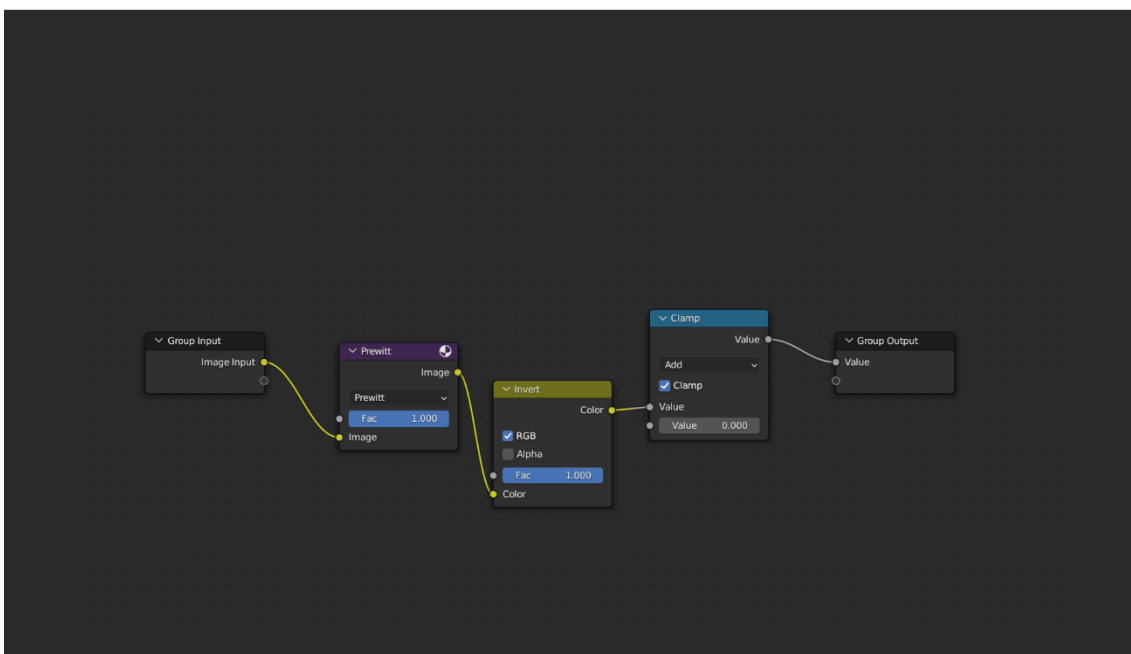 Group Input
Image Input
Prewitt
Image
Prewitt
Fac 1.000
Image
Invert
Color
RGB
Alpha
Fac 1.000
Color
Clamp
Value
Add
Clamp
Value
Value 0.000
Group Output
Value